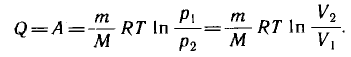 Q = A = m/M RT ln p₁/p₂ = m/M RT ln V₂/V₁.